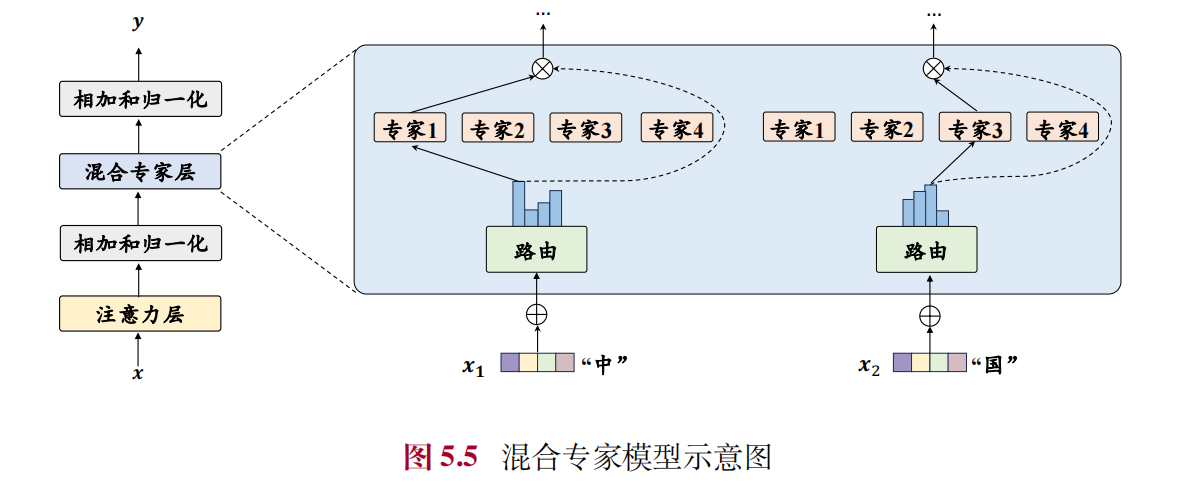 y
相加和归一化
混合专家层
相加和归一化
注意力层
x
...
专家1 专家2 专家3 专家4
路由
x₁ “中”
...
专家1 专家2 专家3 专家4
路由
x₂ “国”
图 5.5 混合专家模型示意图